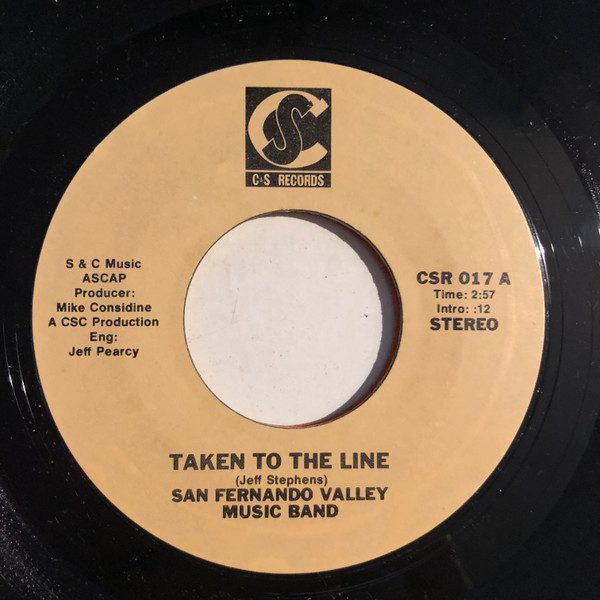 CS
C&S RECORDS
S & C Music
ASCAP
Producer:
Mike Considine
A CSC Production
Eng:
Jeff Pearcy
CSR 017 A
Time: 2:57
Intro: :12
STEREO
TAKEN TO THE LINE
(Jeff Stephens)
SAN FERNANDO VALLEY
MUSIC BAND